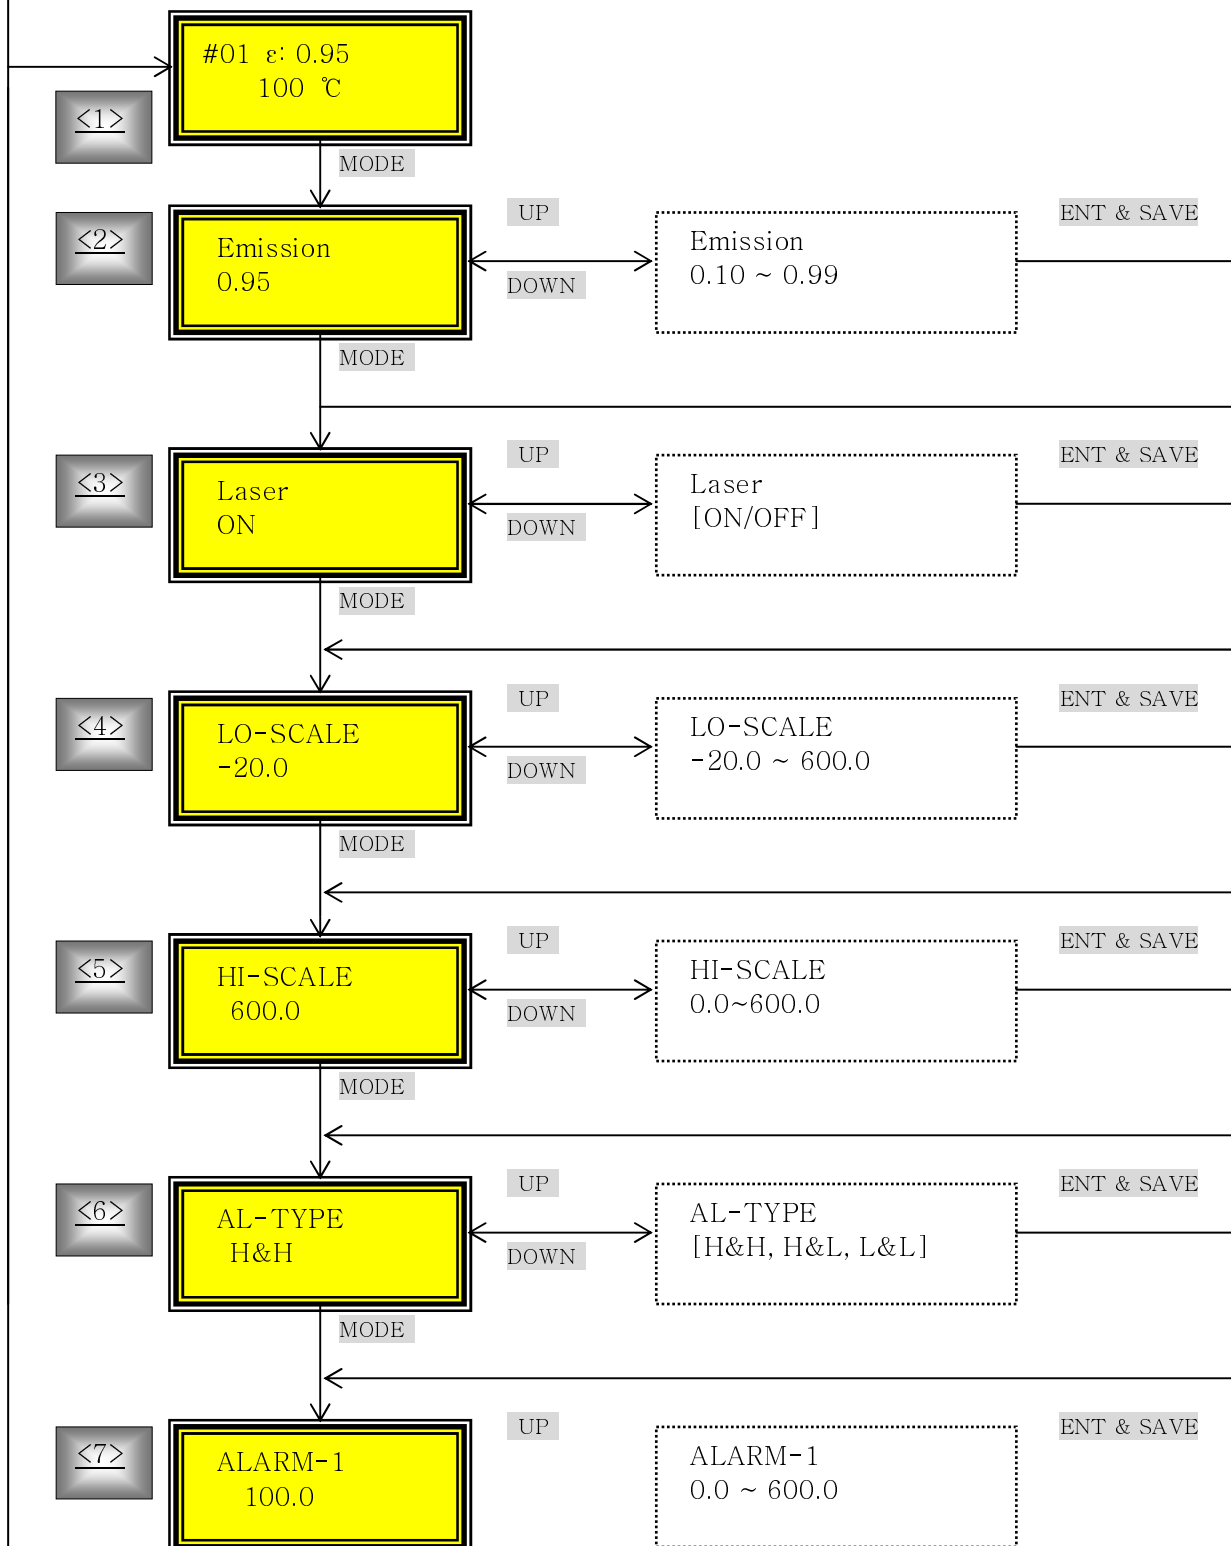 #01 ε: 0.95
100 ℃
<1>
MODE
<2>
Emission
0.95
UP
DOWN
Emission
0.10 ~ 0.99
ENT & SAVE
MODE
<3>
Laser
ON
UP
DOWN
Laser
[ON/OFF]
ENT & SAVE
MODE
<4>
LO-SCALE
-20.0
UP
DOWN
LO-SCALE
-20.0 ~ 600.0
ENT & SAVE
MODE
<5>
HI-SCALE
600.0
UP
DOWN
HI-SCALE
0.0~600.0
ENT & SAVE
MODE
<6>
AL-TYPE
H&H
UP
DOWN
AL-TYPE
[H&H, H&L, L&L]
ENT & SAVE
MODE
<7>
ALARM-1
100.0
UP
ALARM-1
0.0 ~ 600.0
ENT & SAVE